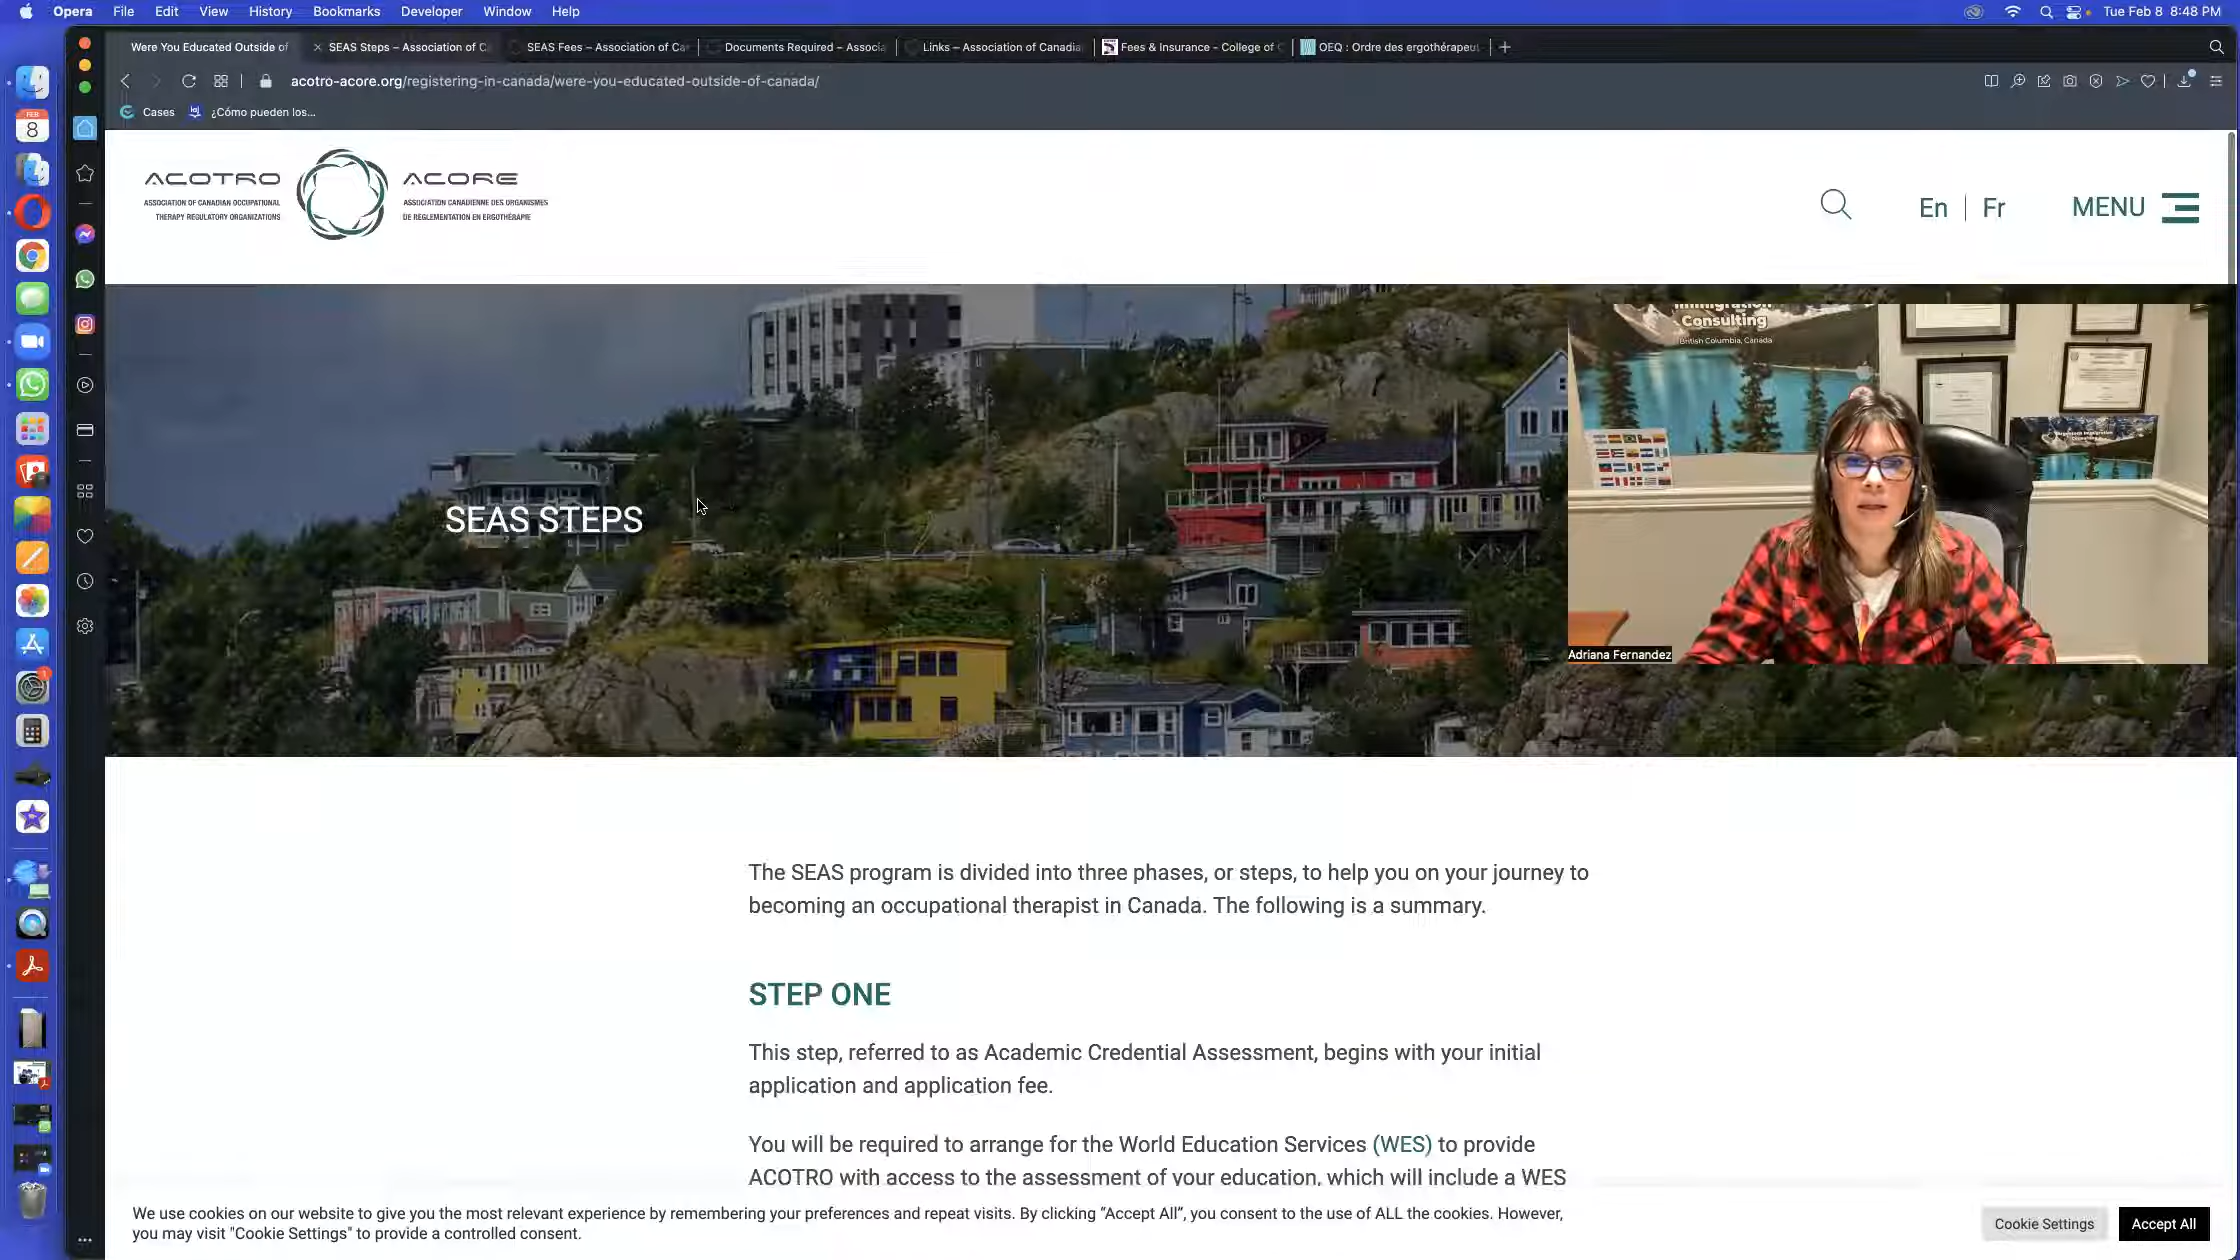 Opera File Edit View History Bookmarks Developer Window Help
Tue Feb 8 8:48 PM
Were You Educated Outside of
SEAS Steps – Association of C
SEAS Fees – Association of Ca
Documents Required – Associa
Links – Association of Canadia
Fees & Insurance - College of
OEQ : Ordre des ergothérapeut
acotro-acore.org/registering-in-canada/were-you-educated-outside-of-canada/
Cases
¿Cómo pueden los...
FEB
8
ACOTRO
ASSOCIATION OF CANADIAN OCCUPATIONAL
THERAPY REGULATORY ORGANIZATIONS
ACORE
ASSOCIATION CANADIENNE DES ORGANISMES
DE RÉGLEMENTATION EN ERGOTHÉRAPIE
En | Fr
MENU
SEAS STEPS
Immigration
Consulting
British Columbia, Canada
Adriana Fernandez
The SEAS program is divided into three phases, or steps, to help you on your journey to
becoming an occupational therapist in Canada. The following is a summary.
STEP ONE
This step, referred to as Academic Credential Assessment, begins with your initial
application and application fee.
You will be required to arrange for the World Education Services (WES) to provide
ACOTRO with access to the assessment of your education, which will include a WES
We use cookies on our website to give you the most relevant experience by remembering your preferences and repeat visits. By clicking “Accept All”, you consent to the use of ALL the cookies. However,
you may visit "Cookie Settings" to provide a controlled consent.
Cookie Settings
Accept All